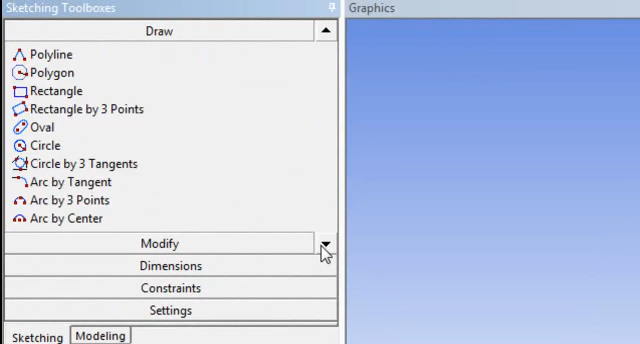 Sketching Toolboxes
Graphics
Draw
Polyline
Polygon
Rectangle
Rectangle by 3 Points
Oval
Circle
Circle by 3 Tangents
Arc by Tangent
Arc by 3 Points
Arc by Center
Modify
Dimensions
Constraints
Settings
Sketching Modeling